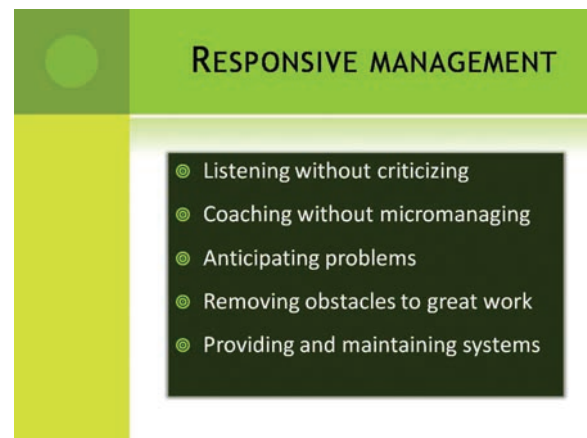 RESPONSIVE MANAGEMENT
Listening without criticizing
Coaching without micromanaging
Anticipating problems
Removing obstacles to great work
Providing and maintaining systems